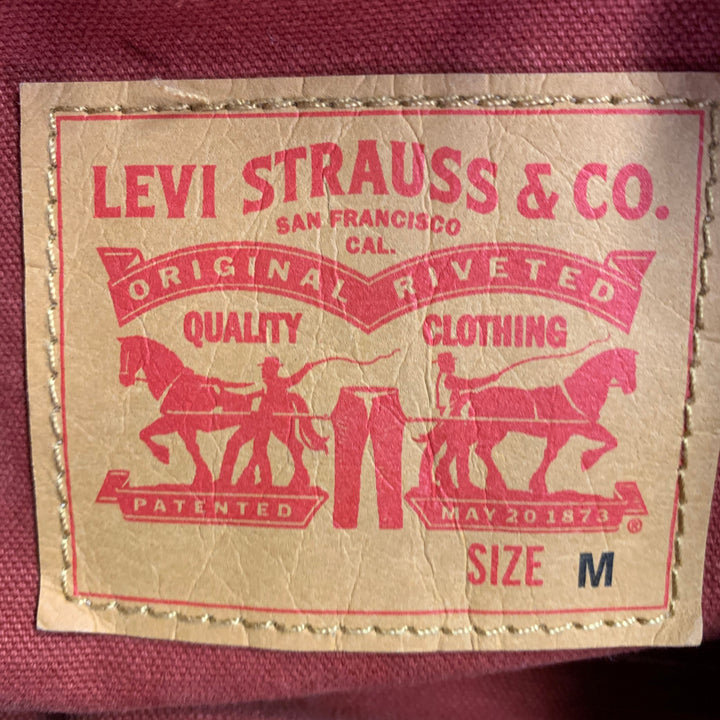 LEVI STRAUSS & CO.
SAN FRANCISCO
CAL.
ORIGINAL RIVETED
QUALITY CLOTHING
PATENTED MAY 20 1873 ®
SIZE M